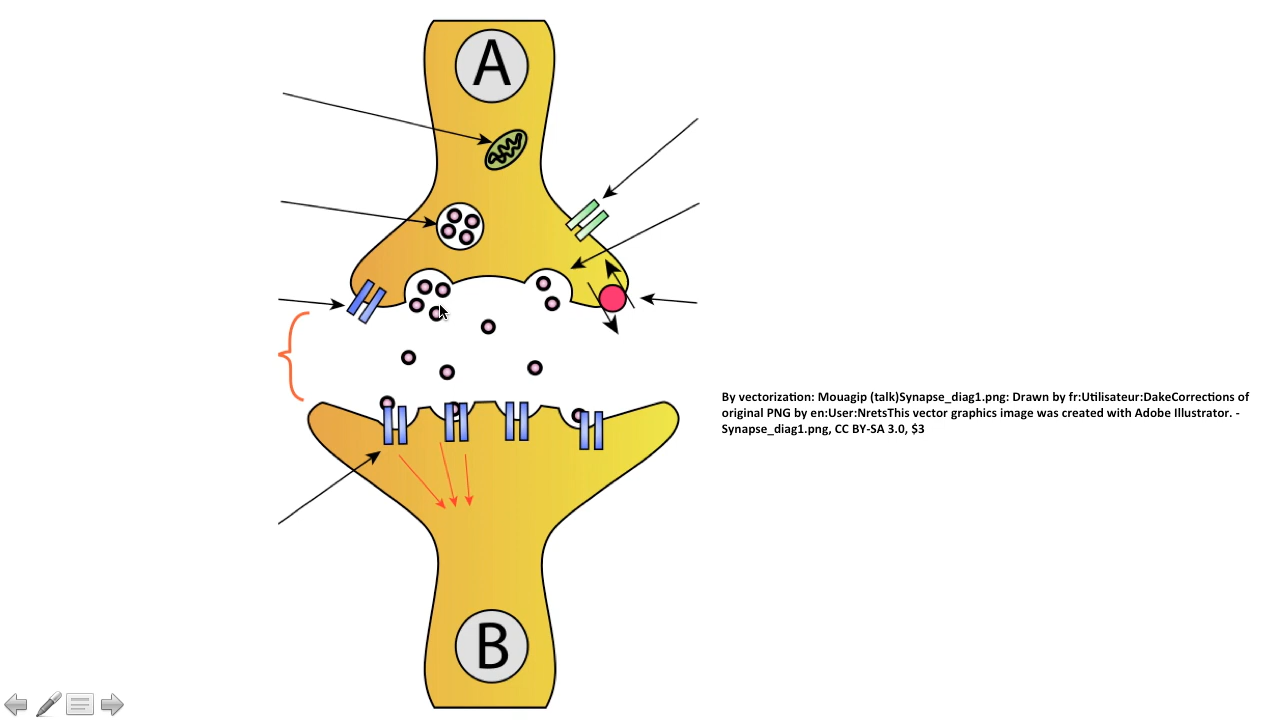 A
By vectorization: Mouagip (talk)Synapse_diag1.png: Drawn by fr:Utilisateur:DakeCorrections of
original PNG by en:User:NretsThis vector graphics image was created with Adobe Illustrator. -
Synapse_diag1.png, CC BY-SA 3.0, $3
B